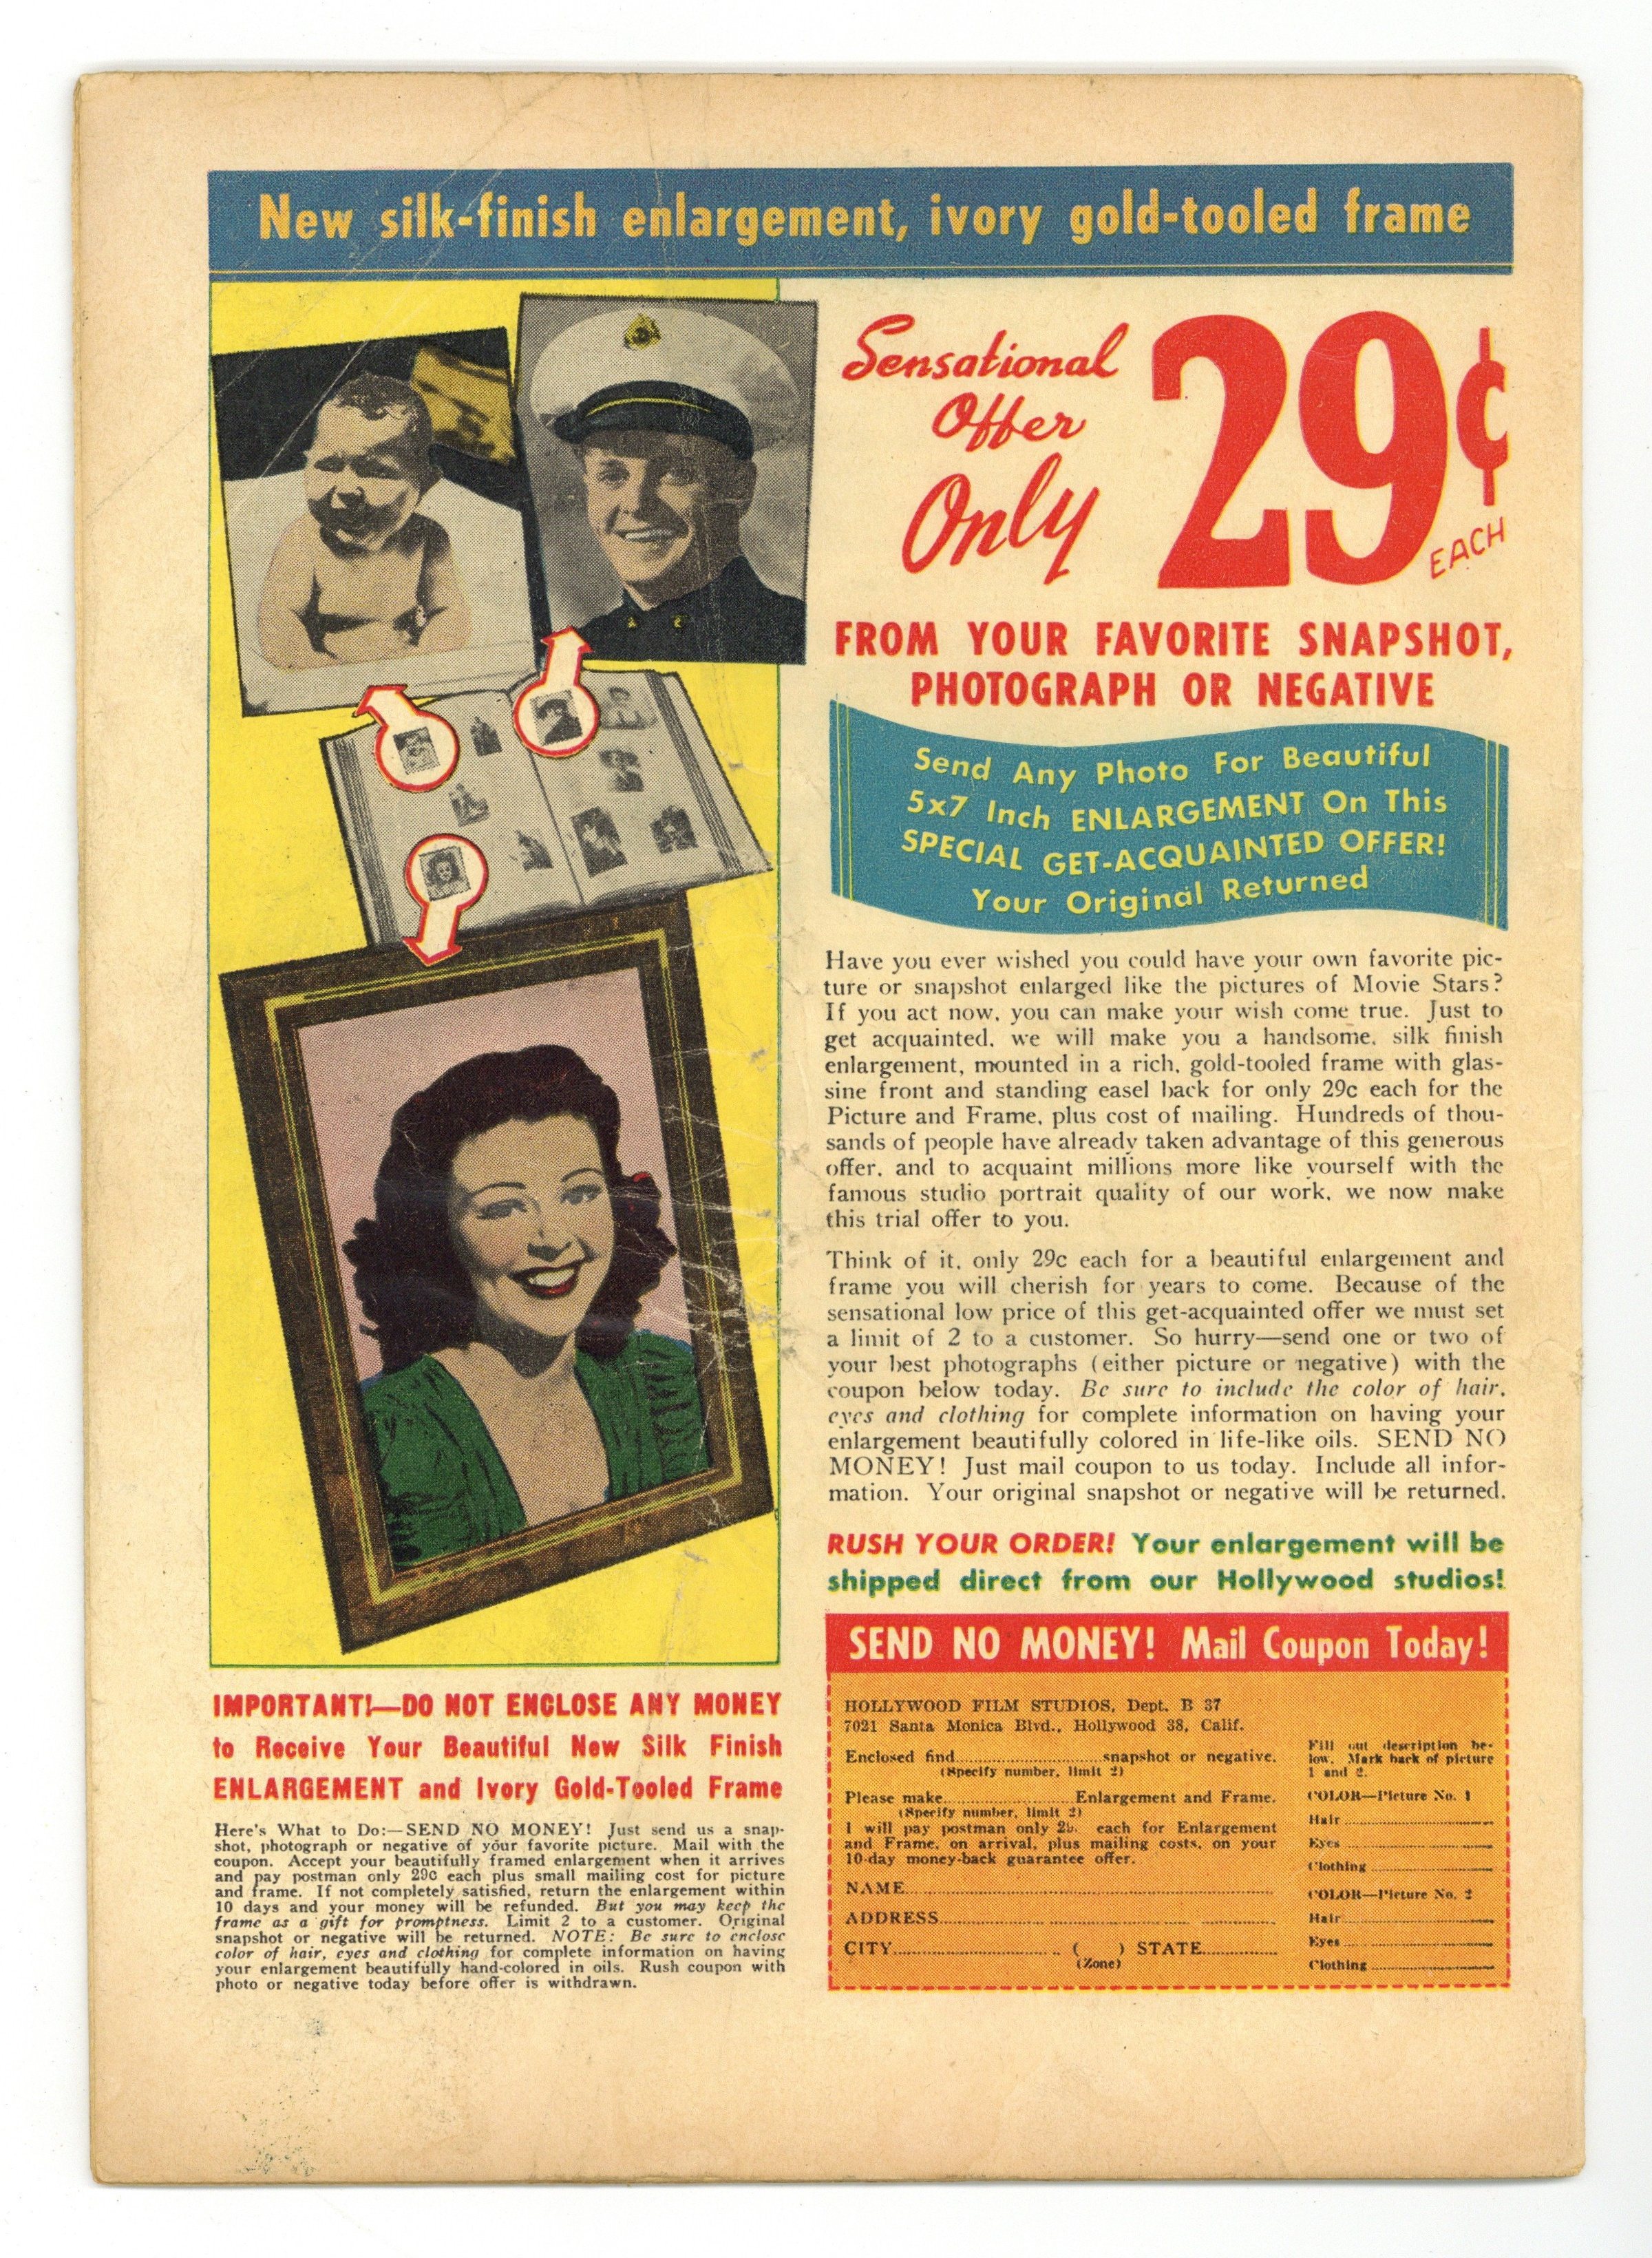 New silk-finish enlargement, ivory gold-tooled frame
Sensational
Offer
Only
29¢
EACH
FROM YOUR FAVORITE SNAPSHOT,
PHOTOGRAPH OR NEGATIVE
Send Any Photo For Beautiful
5x7 Inch ENLARGEMENT On This
SPECIAL GET-ACQUAINTED OFFER!
Your Original Returned
Have you ever wished you could have your own favorite pic-
ture or snapshot enlarged like the pictures of Movie Stars?
If you act now, you can make your wish come true. Just to
get acquainted, we will make you a handsome, silk finish
enlargement, mounted in a rich, gold-tooled frame with glas-
sine front and standing easel back for only 29c each for the
Picture and Frame, plus cost of mailing. Hundreds of thou-
sands of people have already taken advantage of this generous
offer, and to acquaint millions more like yourself with the
famous studio portrait quality of our work, we now make
this trial offer to you.
Think of it, only 29c each for a beautiful enlargement and
frame you will cherish for years to come. Because of the
sensational low price of this get-acquainted offer we must set
a limit of 2 to a customer. So hurry—send one or two of
your best photographs (either picture or negative) with the
coupon below today. Be sure to include the color of hair,
eyes and clothing for complete information on having your
enlargement beautifully colored in life-like oils. SEND NO
MONEY! Just mail coupon to us today. Include all infor-
mation. Your original snapshot or negative will be returned.
RUSH YOUR ORDER! Your enlargement will be
shipped direct from our Hollywood studios!
IMPORTANT!—DO NOT ENCLOSE ANY MONEY
to Receive Your Beautiful New Silk Finish
ENLARGEMENT and Ivory Gold-Tooled Frame
Here's What to Do:—SEND NO MONEY! Just send us a snap-
shot, photograph or negative of your favorite picture. Mail with the
coupon. Accept your beautifully framed enlargement when it arrives
and pay postman only 29c each plus small mailing cost for picture
and frame. If not completely satisfied, return the enlargement within
10 days and your money will be refunded. But you may keep the
frame as a gift for promptness. Limit 2 to a customer. Original
snapshot or negative will be returned. NOTE: Be sure to enclose
color of hair, eyes and clothing for complete information on having
your enlargement beautifully hand-colored in oils. Rush coupon with
photo or negative today before offer is withdrawn.
SEND NO MONEY! Mail Coupon Today!
HOLLYWOOD FILM STUDIOS, Dept. B 37
7021 Santa Monica Blvd., Hollywood 38, Calif.
Enclosed find..............................snapshot or negative.
(Specify number, limit 2)
Please make............................Enlargement and Frame.
(Specify number, limit 2)
I will pay postman only 29c each for Enlargement
and Frame, on arrival, plus mailing costs, on your
10-day money-back guarantee offer.
NAME..............................
ADDRESS..............................
CITY.............................. ( ) STATE...............
(Zone)
Fill out description be-
low. Mark back of picture
1 and 2.
COLOR—Picture No. 1
Hair..............................
Eyes..............................
Clothing..............................
COLOR—Picture No. 2
Hair..............................
Eyes..............................
Clothing..............................